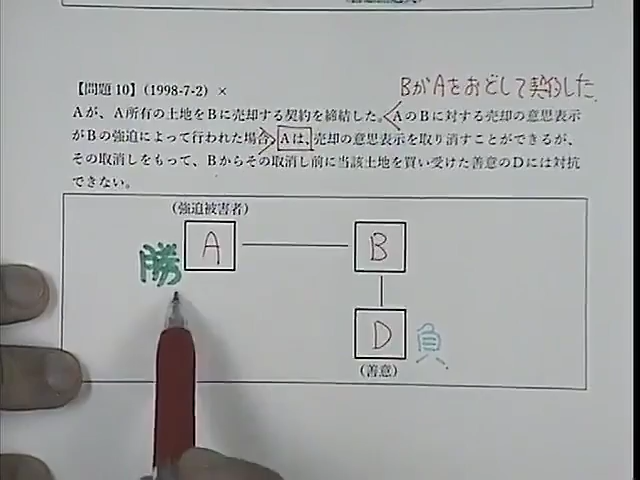 【問題10】(1998-7-2) ×
BがAをおどして契約した.
Aが、A所有の土地をBに売却する契約を締結した。AのBに対する売却の意思表示
がBの強迫によって行われた場合、Aは、売却の意思表示を取り消すことができるが、
その取消しをもって、Bからその取消し前に当該土地を買い受けた善意のDには対抗
できない。
(強迫被害者)
勝 A B
D 負
(善意)